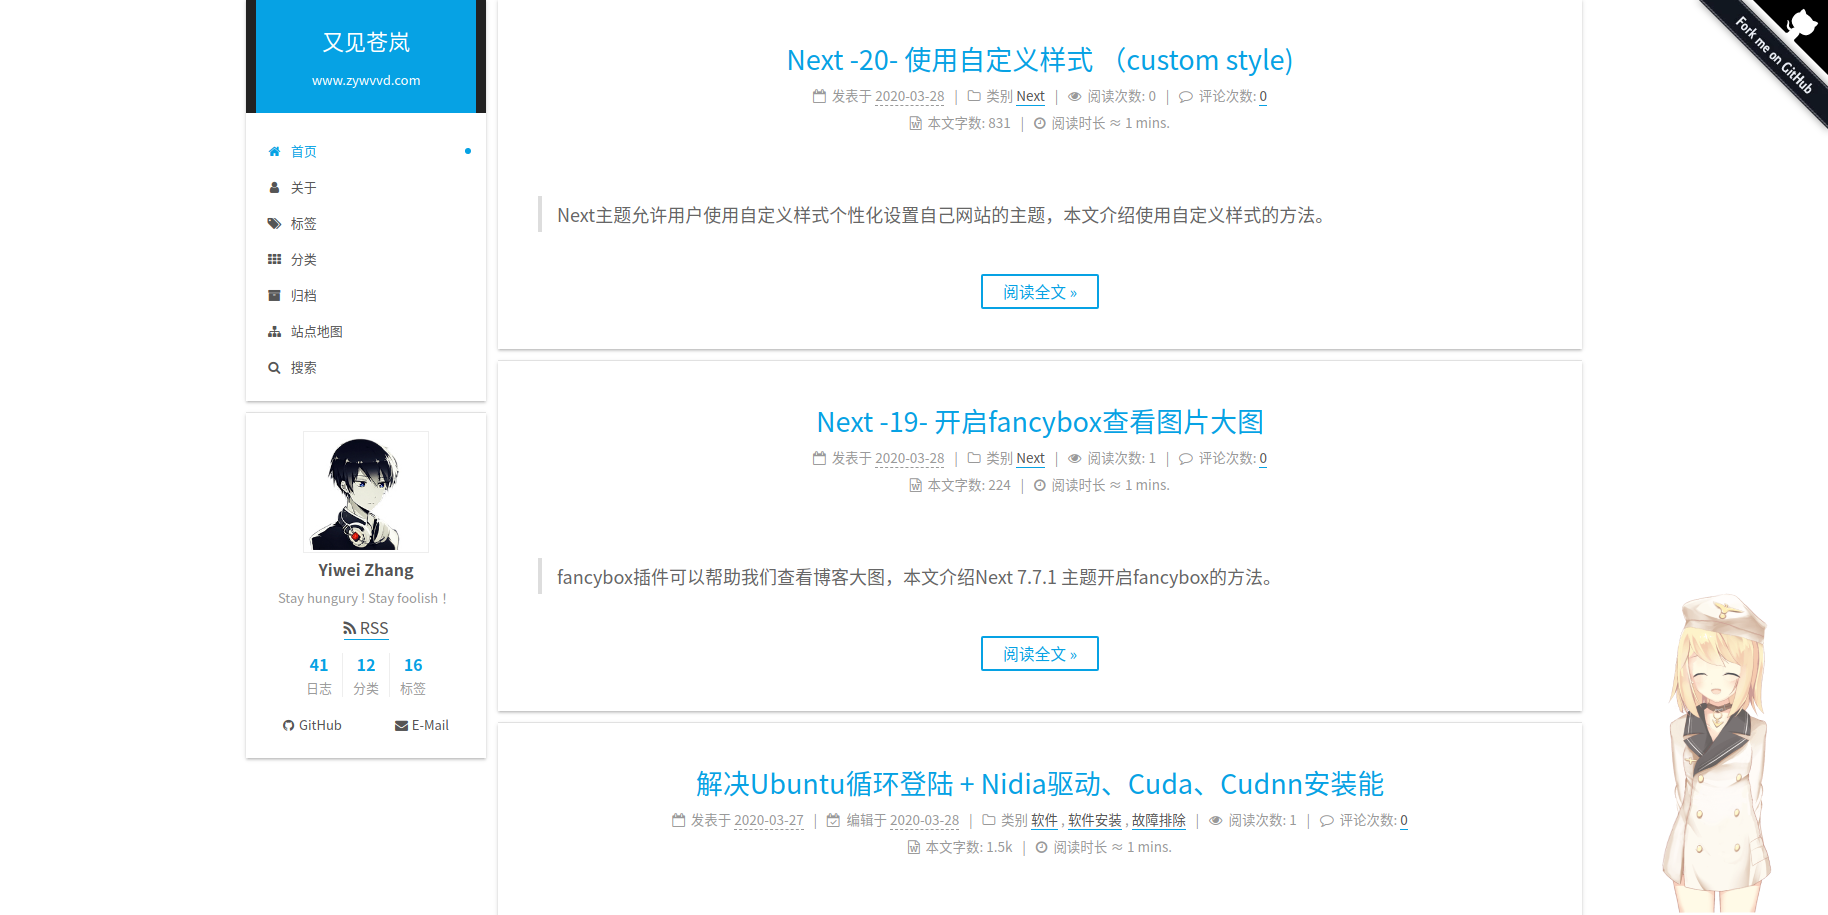 又见苍岚
www.zywvvd.com
首页
关于
标签
分类
归档
站点地图
搜索
Yiwei Zhang
Stay hungury ! Stay foolish !
RSS
41 12 16
日志 分类 标签
GitHub E-Mail
Next -20- 使用自定义样式 （custom style)
发表于 2020-03-28 | 类别 Next | 阅读次数: 0 | 评论次数: 0
本文字数: 831 | 阅读时长 ≈ 1 mins.
Next主题允许用户使用自定义样式个性化设置自己网站的主题，本文介绍使用自定义样式的方法。
阅读全文 »
Next -19- 开启fancybox查看图片大图
发表于 2020-03-28 | 类别 Next | 阅读次数: 1 | 评论次数: 0
本文字数: 224 | 阅读时长 ≈ 1 mins.
fancybox插件可以帮助我们查看博客大图，本文介绍Next 7.7.1 主题开启fancybox的方法。
阅读全文 »
解决Ubuntu循环登陆 + Nidia驱动、Cuda、Cudnn安装能
发表于 2020-03-27 | 编辑于 2020-03-28 | 类别 软件 , 软件安装 , 故障排除 | 阅读次数: 1 | 评论次数: 0
本文字数: 1.5k | 阅读时长 ≈ 1 mins.
Fork me on GitHub